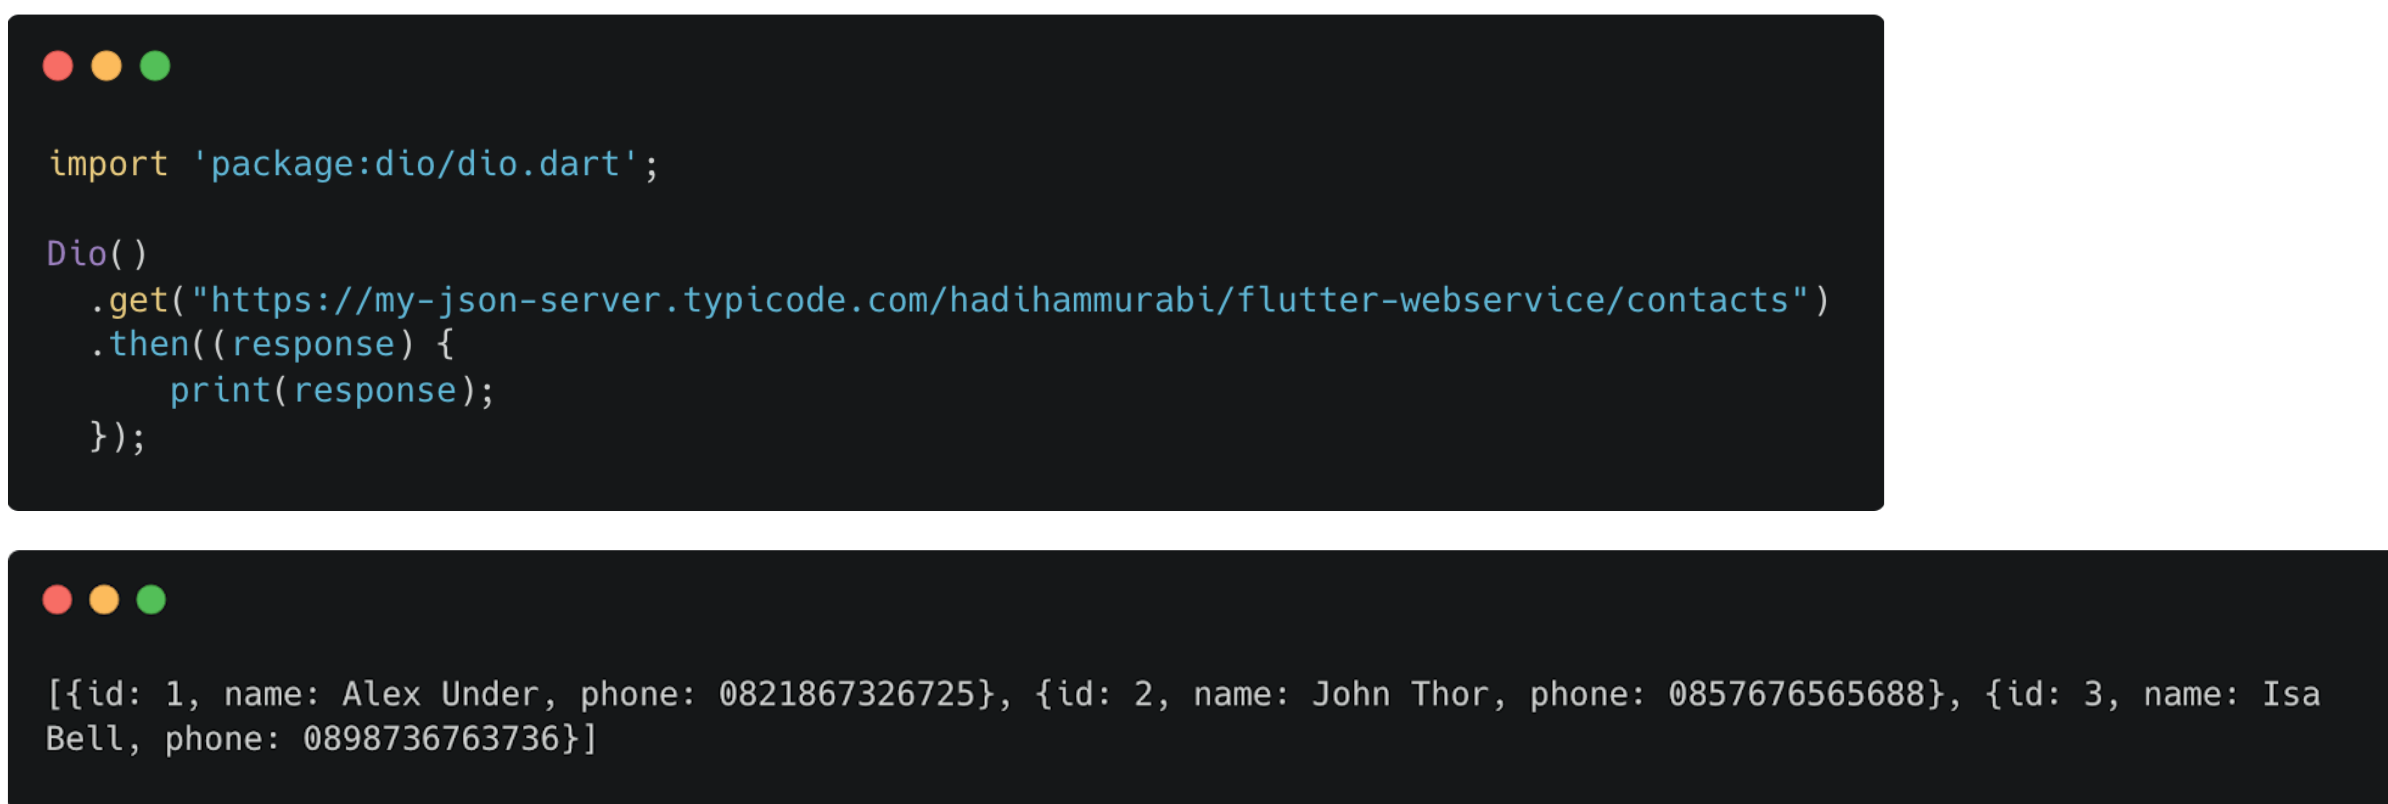 import 'package:dio/dio.dart';
Dio()
.get("https://my-json-server.typicode.com/hadihammurabi/flutter-webservice/contacts")
.then((response) {
print(response);
});
[{id: 1, name: Alex Under, phone: 0821867326725}, {id: 2, name: John Thor, phone: 0857676565688}, {id: 3, name: Isa
Bell, phone: 0898736763736}]